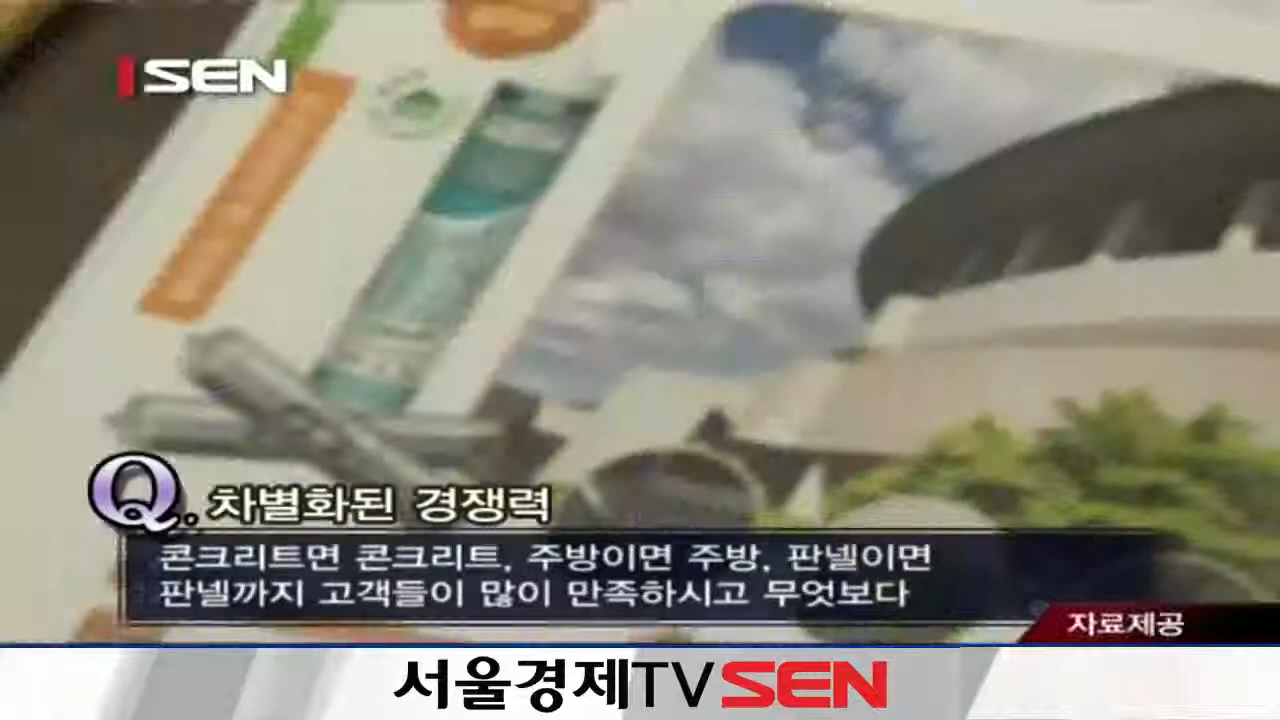 SEN
Q. 차별화된 경쟁력
콘크리트면 콘크리트, 주방이면 주방, 판넬이면
판넬까지 고객들이 많이 만족하시고 무엇보다
자료제공
서울경제TV SEN